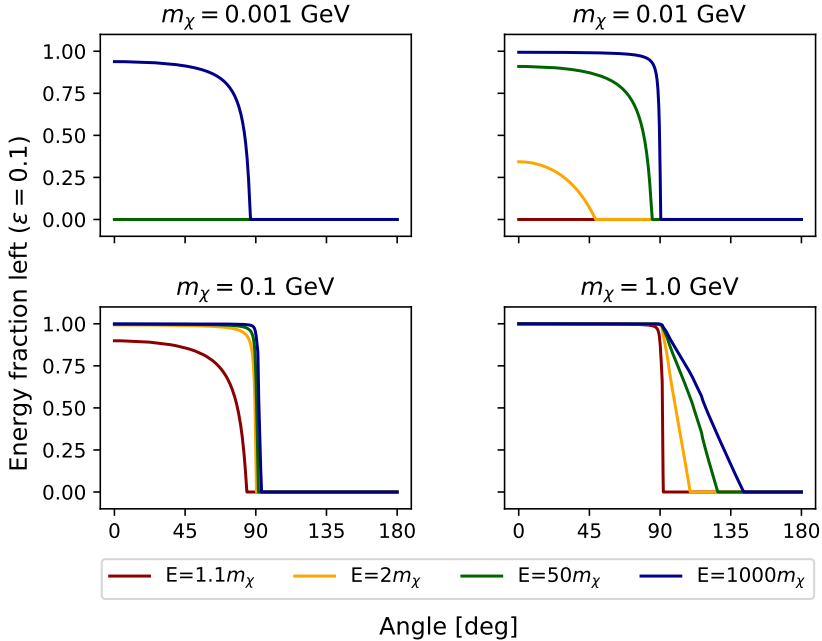 mχ = 0.001 GeV
mχ = 0.01 GeV
Energy fraction left (ε = 0.1)
1.00
0.75
0.50
0.25
0.00
mχ = 0.1 GeV
mχ = 1.0 GeV
1.00
0.75
0.50
0.25
0.00
0 45 90 135 180
0 45 90 135 180
E=1.1mχ E=2mχ E=50mχ E=1000mχ
Angle [deg]